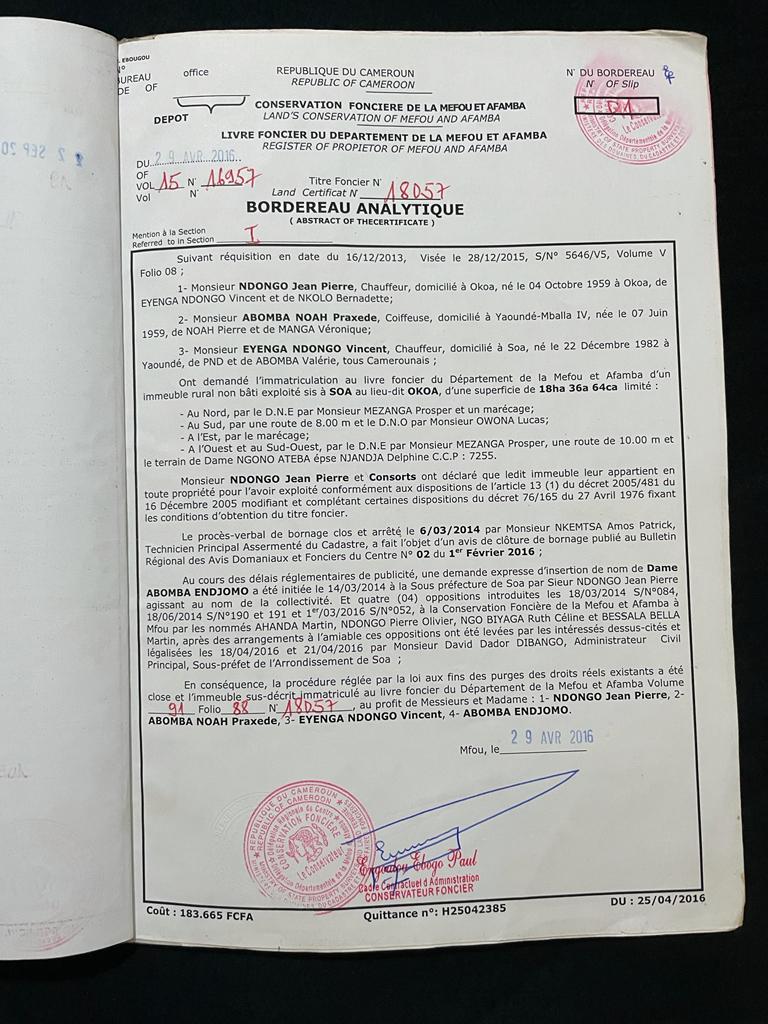 EBOUGOU
N°
BUREAU office
DE OF
DEPOT
REPUBLIQUE DU CAMEROUN
REPUBLIC OF CAMEROON
CONSERVATION FONCIERE DE LA MEFOU ET AFAMBA
LAND'S CONSERVATION OF MEFOU AND AFAMBA
LIVRE FONCIER DU DEPARTEMENT DE LA MEFOU ET AFAMBA
REGISTER OF PROPIETOR OF MEFOU AND AFAMBA
N° DU BORDEREAU
N° OF Slip
01
DU 29 AVR 2016
OF
VOL 15 N° 16957
Vol N°
Titre Foncier N°
Land Certificat N 18057
BORDEREAU ANALYTIQUE
( ABSTRACT OF THECERTIFICATE )
Mention à la Section
Referred to in Section I
Suivant réquisition en date du 16/12/2013, Visée le 28/12/2015, S/N° 5646/V5, Volume V
Folio 08 ;
1- Monsieur NDONGO Jean Pierre, Chauffeur, domicilié à Okoa, né le 04 Octobre 1959 à Okoa, de
EYENGA NDONGO Vincent et de NKOLO Bernadette;
2- Monsieur ABOMBA NOAH Praxede, Coiffeuse, domicilié à Yaoundé-Mballa IV, née le 07 Juin
1959, de NOAH Pierre et de MANGA Véronique;
3- Monsieur EYENGA NDONGO Vincent, Chauffeur, domicilié à Soa, né le 22 Décembre 1982 à
Yaoundé, de PND et de ABOMBA Valérie, tous Camerounais ;
Ont demandé l'immatriculation au livre foncier du Département de la Mefou et Afamba d'un
immeuble rural non bâti exploité sis à SOA au lieu-dit OKOA, d'une superficie de 18ha 36a 64ca limité :
- Au Nord, par le D.N.E par Monsieur MEZANGA Prosper et un marécage;
- Au Sud, par une route de 8.00 m et le D.N.O par Monsieur OWONA Lucas;
- A l'Est, par le marécage;
- A l'Ouest et au Sud-Ouest, par le D.N.E par Monsieur MEZANGA Prosper, une route de 10.00 m et
le terrain de Dame NGONO ATEBA épse NJANDJA Delphine C.C.P : 7255.
Monsieur NDONGO Jean Pierre et Consorts ont déclaré que ledit immeuble leur appartient en
toute propriété pour l'avoir exploité conformément aux dispositions de l'article 13 (1) du décret 2005/481 du
16 Décembre 2005 modifiant et complétant certaines dispositions du décret 76/165 du 27 Avril 1976 fixant
les conditions d'obtention du titre foncier.
Le procès-verbal de bornage clos et arrêté le 6/03/2014 par Monsieur NKEMTSA Amos Patrick,
Technicien Principal Assermenté du Cadastre, a fait l'objet d'un avis de clôture de bornage publié au Bulletin
Régional des Avis Domaniaux et Fonciers du Centre N° 02 du 1er Février 2016 ;
Au cours des délais réglementaires de publicité, une demande expresse d'insertion de nom de Dame
ABOMBA ENDJOMO a été initiée le 14/03/2014 à la Sous préfecture de Soa par Sieur NDONGO Jean Pierre
agissant au nom de la collectivité. Et quatre (04) oppositions introduites les 18/03/2014 S/N°084,
18/06/2014 S/N°190 et 191 et 1er/03/2016 S/N°052, à la Conservation Foncière de la Mefou et Afamba à
Mfou par les nommés AHANDA Martin, NDONGO Pierre Olivier, NGO BIYAGA Ruth Céline et BESSALA BELLA
Martin, après des arrangements à l'amiable ces oppositions ont été levées par les intéressés dessus-cités et
légalisées les 18/04/2016 et 21/04/2016 par Monsieur David Dador DIBANGO, Administrateur Civil
Principal, Sous-préfet de l'Arrondissement de Soa ;
En conséquence, la procédure réglée par la loi aux fins des purges des droits réels existants a été
close et l'immeuble sus-décrit immatriculé au livre foncier du Département de la Mefou et Afamba Volume
91 Folio 88 N° 18057, au profit de Messieurs et Madame : 1- NDONGO Jean Pierre, 2-
ABOMBA NOAH Praxede, 3- EYENGA NDONGO Vincent, 4- ABOMBA ENDJOMO.
Mfou, le 29 AVR 2016
REPUBLIQUE DU CAMEROUN
REPUBLIC OF CAMEROON
CONSERVATION FONCIÈRE
Le Conservateur
Ebogo Paul
Cadre Contractuel d'Administration
CONSERVATEUR FONCIER
Coût : 183.665 FCFA
Quittance n°: H25042385
DU : 25/04/2016